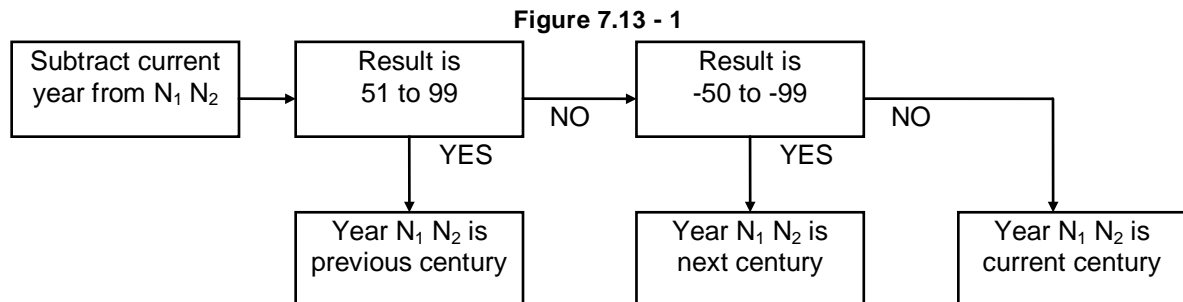 Figure 7.13 - 1
Subtract current
year from N₁ N₂
Result is
51 to 99
NO
YES
Result is
-50 to -99
NO
YES
Year N₁ N₂ is
previous century
Year N₁ N₂ is
next century
Year N₁ N₂ is
current century